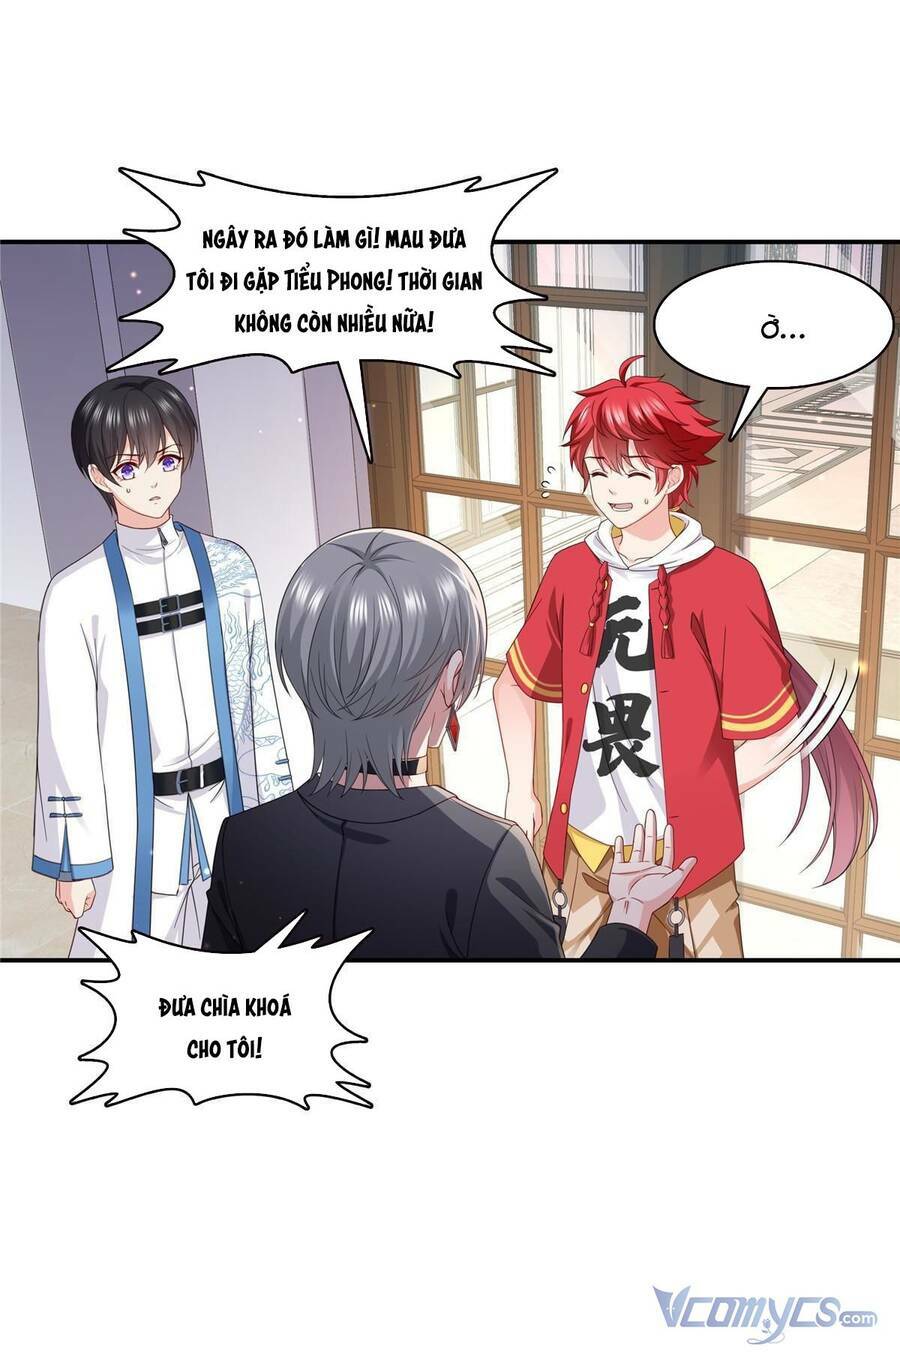 NGÂY RA ĐÓ LÀM GÌ! MAU ĐƯA
TÔI ĐI GẶP TIỂU PHONG! THỜI GIAN
KHÔNG CÒN NHIỀU NỮA!
Ờ...
无
畏
ĐƯA CHÌA KHOÁ
CHO TÔI!
VCOMYCS.com